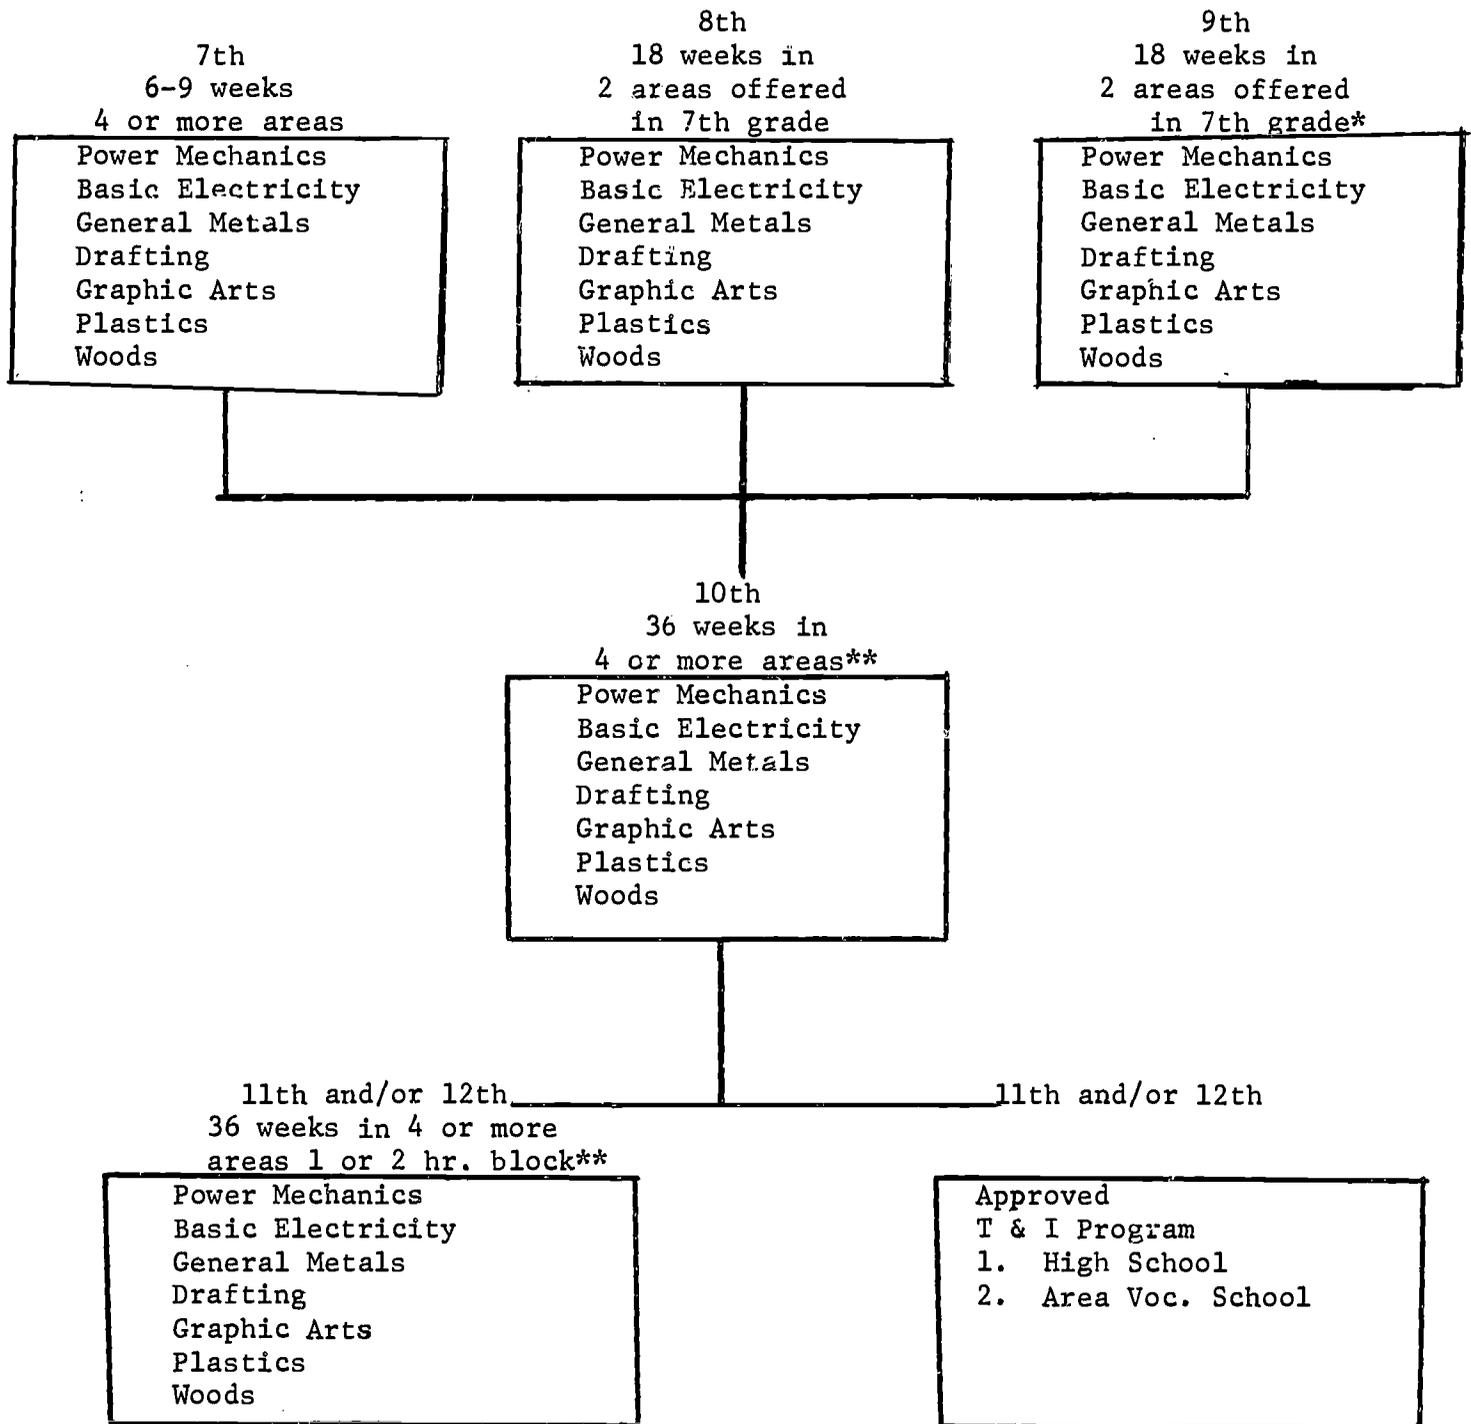 7th
6-9 weeks
4 or more areas
Power Mechanics
Basic Electricity
General Metals
Drafting
Graphic Arts
Plastics
Woods
8th
18 weeks in
2 areas offered
in 7th grade
Power Mechanics
Basic Electricity
General Metals
Drafting
Graphic Arts
Plastics
Woods
9th
18 weeks in
2 areas offered
in 7th grade*
Power Mechanics
Basic Electricity
General Metals
Drafting
Graphic Arts
Plastics
Woods
10th
36 weeks in
4 or more areas**
Power Mechanics
Basic Electricity
General Metals
Drafting
Graphic Arts
Plastics
Woods
11th and/or 12th
36 weeks in 4 or more
areas 1 or 2 hr. block**
Power Mechanics
Basic Electricity
General Metals
Drafting
Graphic Arts
Plastics
Woods
11th and/or 12th
Approved
T & I Program
1. High School
2. Area Voc. School